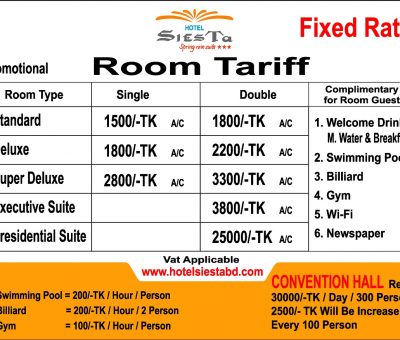 HOTEL
SIESTa
Spring rain suits ★★★
Fixed Rat
omotional
Room Tariff
Room Type Single Double Complimentary for Room Guest
tandard 1500/-TK A/C 1800/-TK A/C
eluxe 1800/-TK A/C 2200/-TK A/C
uper Deluxe 2800/-TK A/C 3300/-TK A/C
xecutive Suite 3800/-TK A/C
residential Suite 25000/-TK A/C
1. Welcome Drin
M. Water & Breakf
2. Swimming Poo
3. Billiard
4. Gym
5. Wi-Fi
6. Newspaper
Vat Applicable
www.hotelsiestabd.com
Swimming Pool = 200/-TK / Hour / Person
Billiard = 200/-TK / Hour / 2 Person
Gym = 100/-TK / Hour / Person
CONVENTION HALL Re
30000/-TK / Day / 300 Perso
2500/- TK Will Be Increase
Every 100 Person